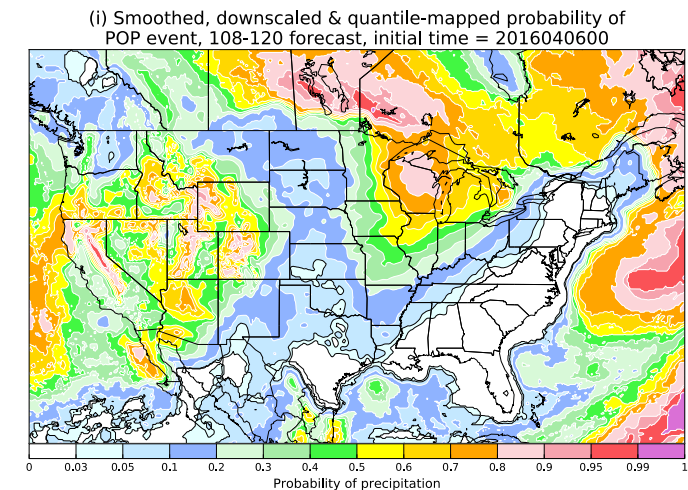 (i) Smoothed, downscaled & quantile-mapped probability of
POP event, 108-120 forecast, initial time = 2016040600
0 0.03 0.05 0.1 0.2 0.3 0.4 0.5 0.6 0.7 0.8 0.9 0.95 0.99 1
Probability of precipitation